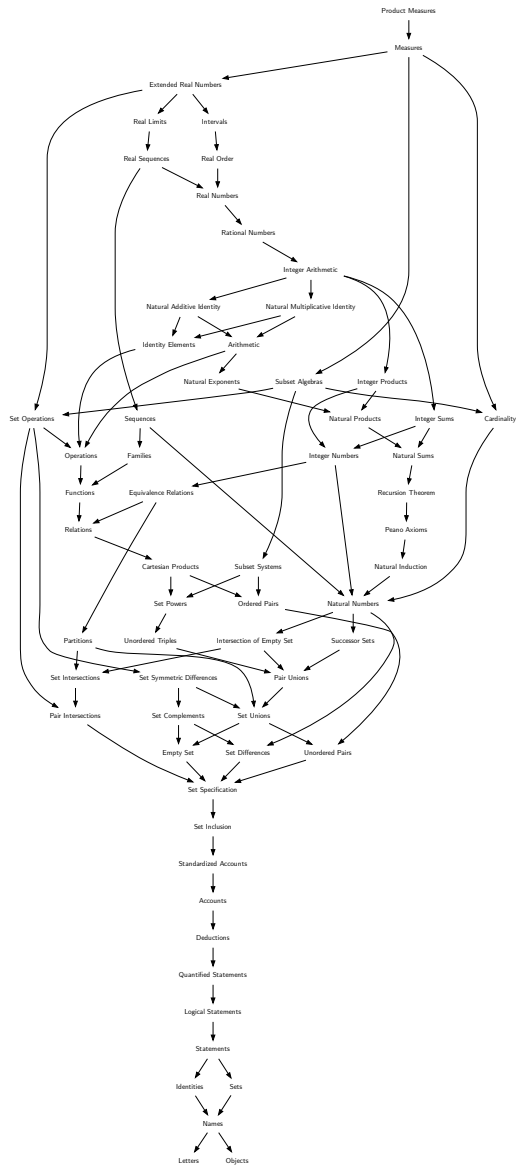 Product Measures
Measures
Extended Real Numbers
Real Limits
Intervals
Real Sequences
Real Order
Real Numbers
Rational Numbers
Integer Arithmetic
Natural Additive Identity
Natural Multiplicative Identity
Identity Elements
Arithmetic
Natural Exponents
Subset Algebras
Integer Products
Set Operations
Sequences
Natural Products
Integer Sums
Cardinality
Operations
Families
Integer Numbers
Natural Sums
Functions
Equivalence Relations
Recursion Theorem
Relations
Peano Axioms
Cartesian Products
Subset Systems
Natural Induction
Set Powers
Ordered Pairs
Natural Numbers
Partitions
Unordered Triples
Intersection of Empty Set
Successor Sets
Set Intersections
Set Symmetric Differences
Pair Unions
Pair Intersections
Set Complements
Set Unions
Empty Set
Set Differences
Unordered Pairs
Set Specification
Set Inclusion
Standardized Accounts
Accounts
Deductions
Quantified Statements
Logical Statements
Statements
Identities
Sets
Names
Letters
Objects